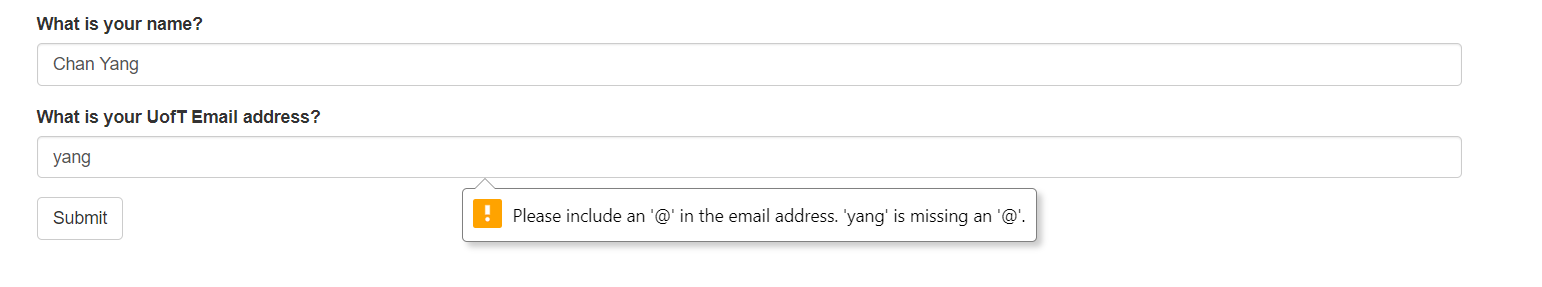 What is your name?
Chan Yang
What is your UofT Email address?
yang
Submit
Please include an '@' in the email address. 'yang' is missing an '@'.